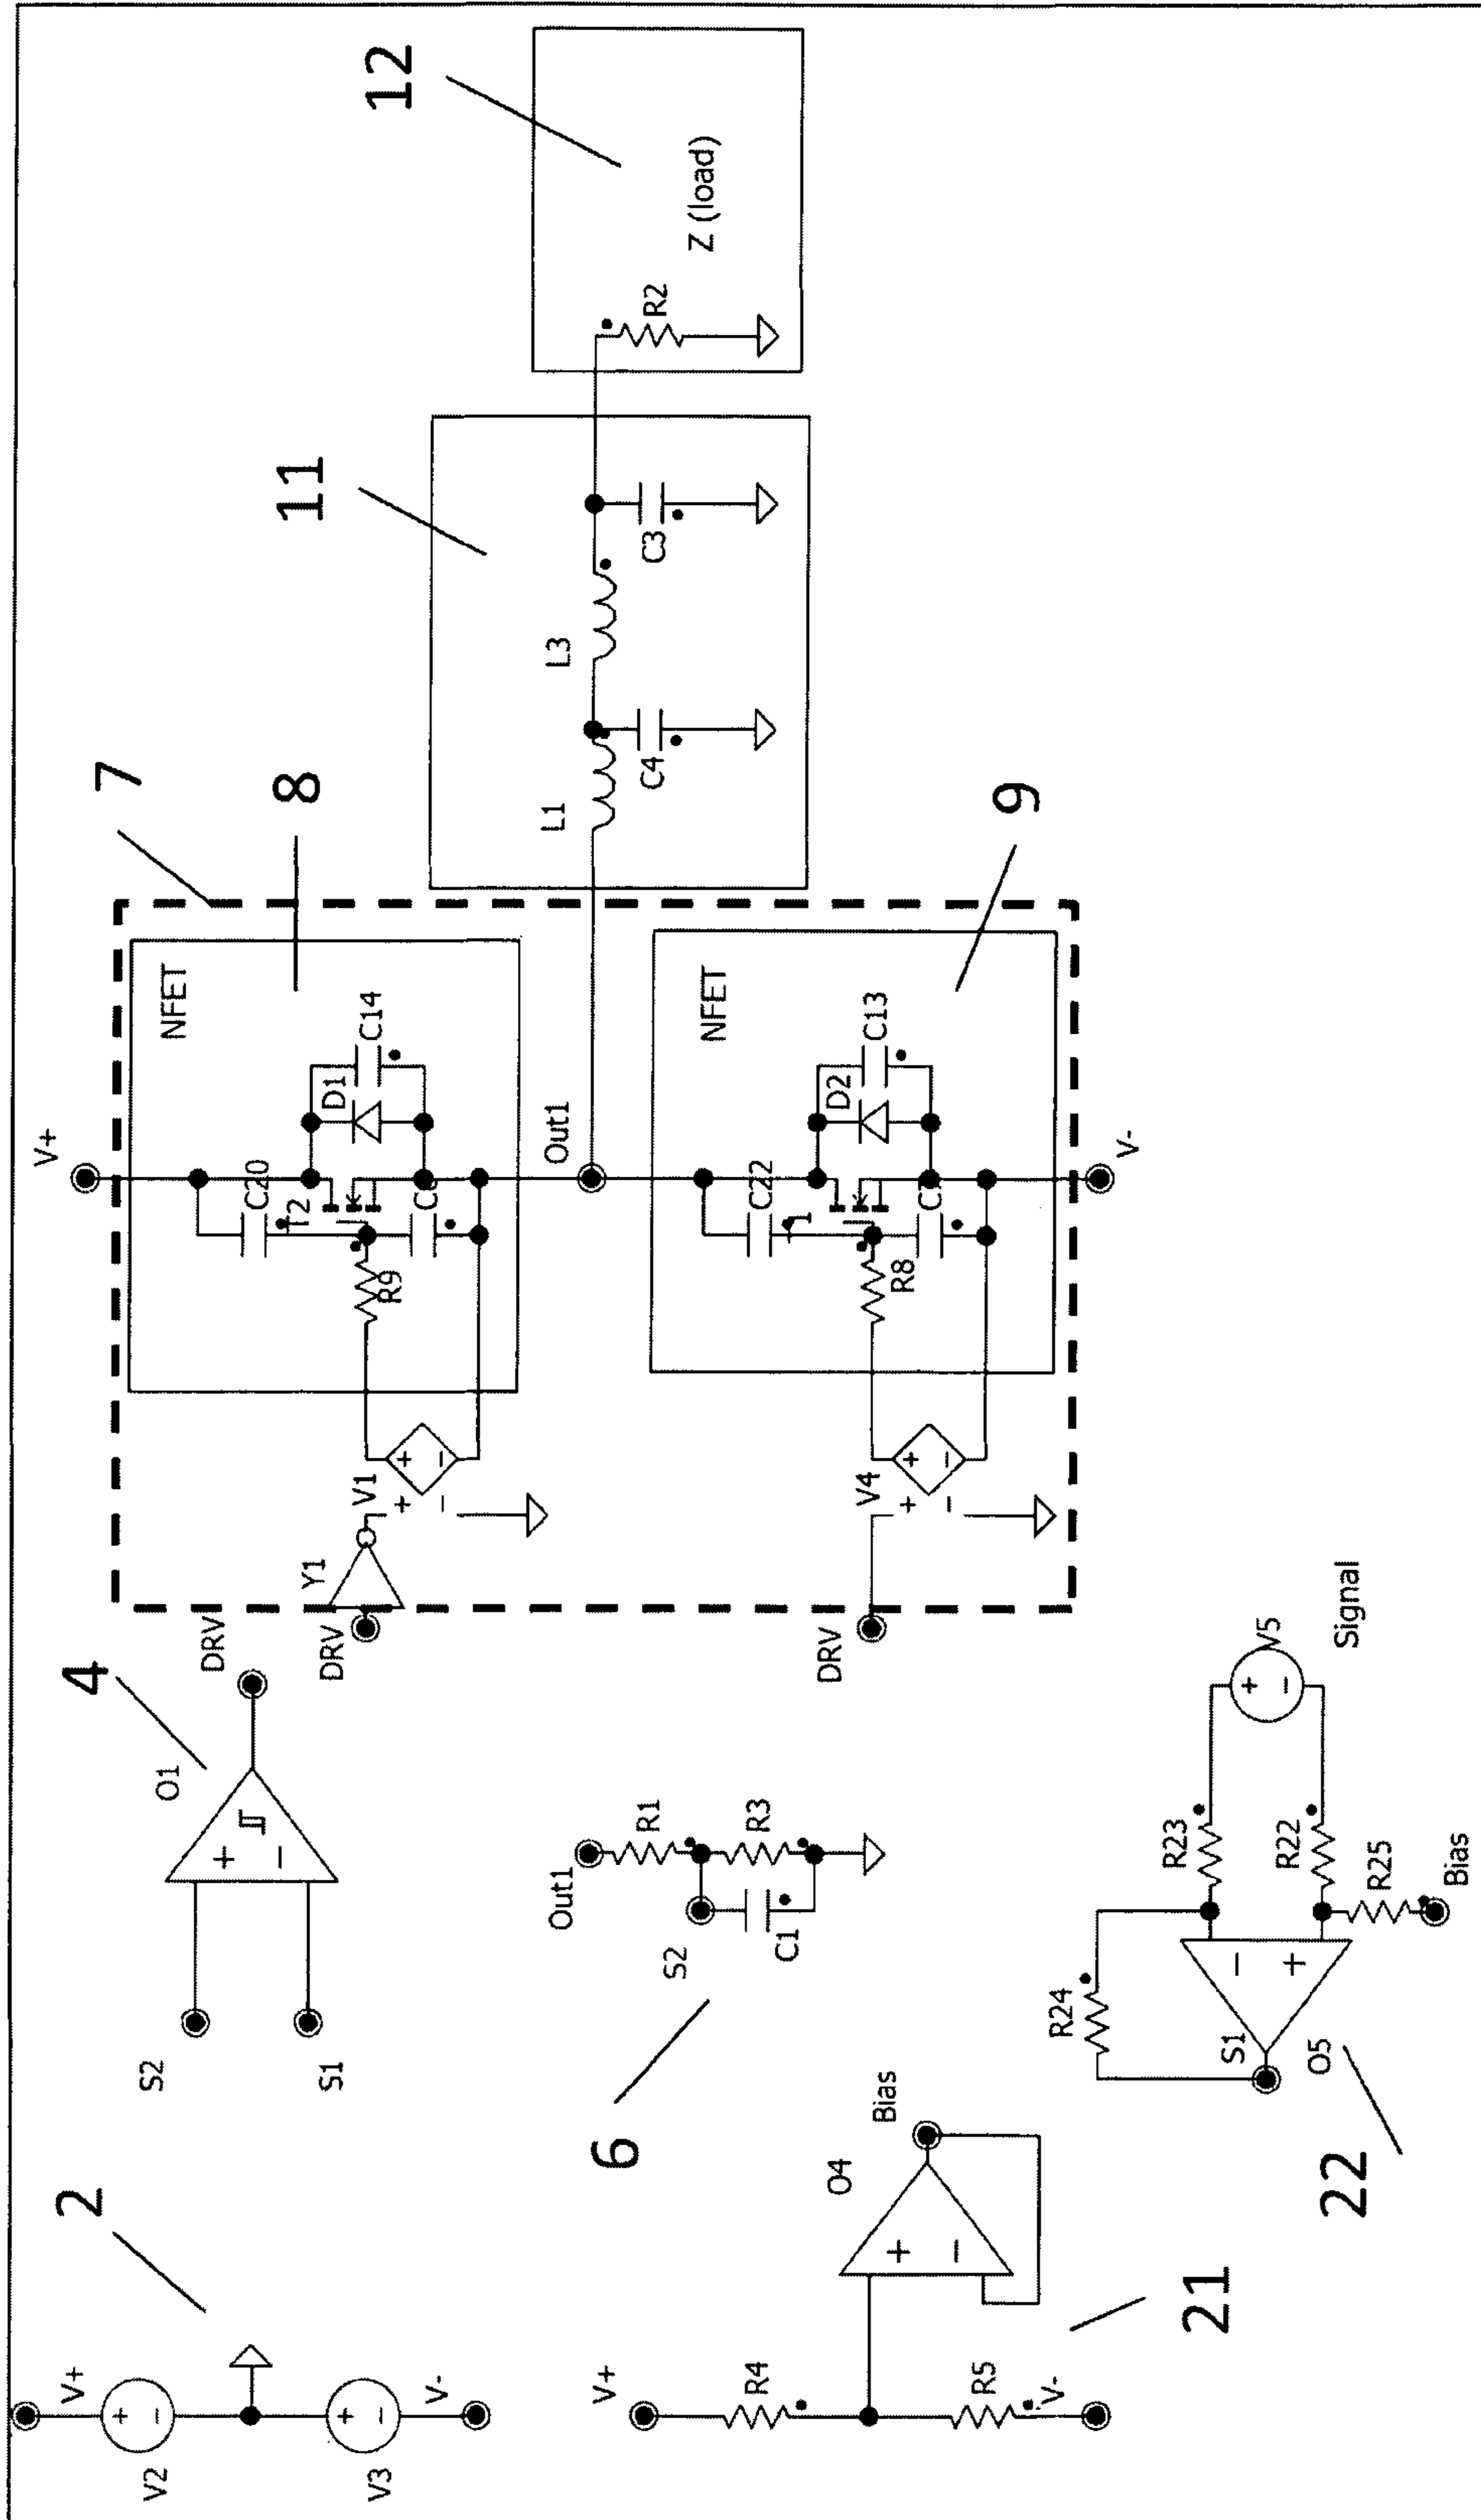 2
V+
+
-
V2
+
-
V3
V-
4
S2
S1
O1
+
-
DRV
7
8
DRV
Y1
V1
+
-
+
-
R9
C20
T2
D1
C14
NFET
V+
Out1
9
DRV
V4
+
-
+
-
R8
C22
D2
C13
NFET
V-
11
L1
C4
L3
C3
12
R2
Z (load)
6
Out1
R1
S2
R3
C1
21
V+
R4
R5
V-
O4
+
-
Bias
22
R24
S1
O5
-
+
R23
R22
R25
Bias
+
-
V5
Signal